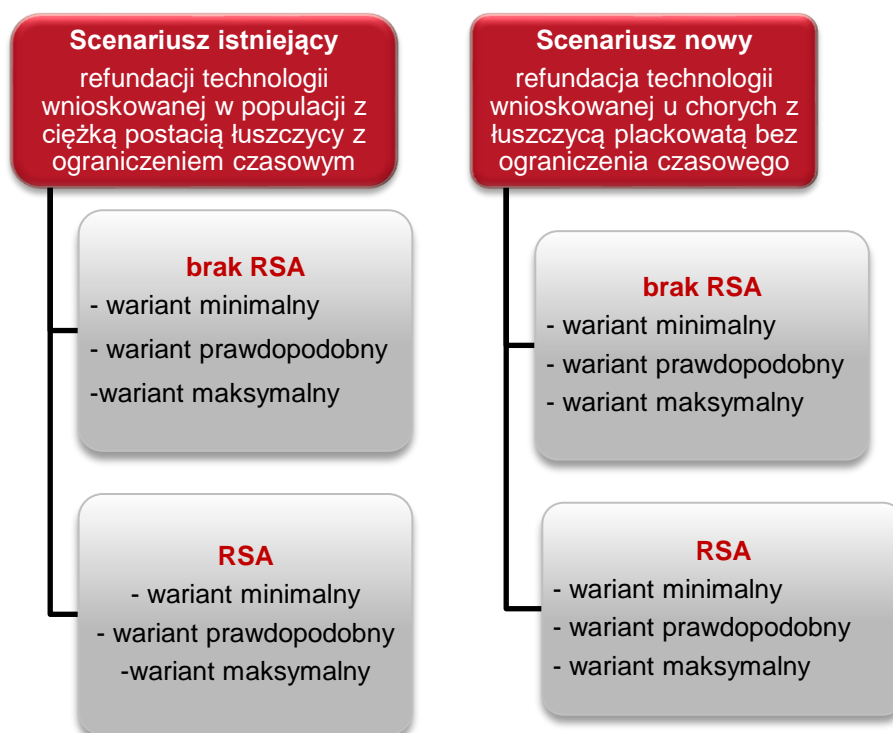 Scenariusz istniejący
refundacji technologii
wnioskowanej w populacji z
ciężką postacią łuszczycy z
ograniczeniem czasowym
brak RSA
- wariant minimalny
- wariant prawdopodobny
-wariant maksymalny
RSA
- wariant minimalny
- wariant prawdopodobny
-wariant maksymalny
Scenariusz nowy
refundacja technologii
wnioskowanej u chorych z
łuszczycą plackowatą bez
ograniczenia czasowego
brak RSA
- wariant minimalny
- wariant prawdopodobny
- wariant maksymalny
RSA
- wariant minimalny
- wariant prawdopodobny
- wariant maksymalny